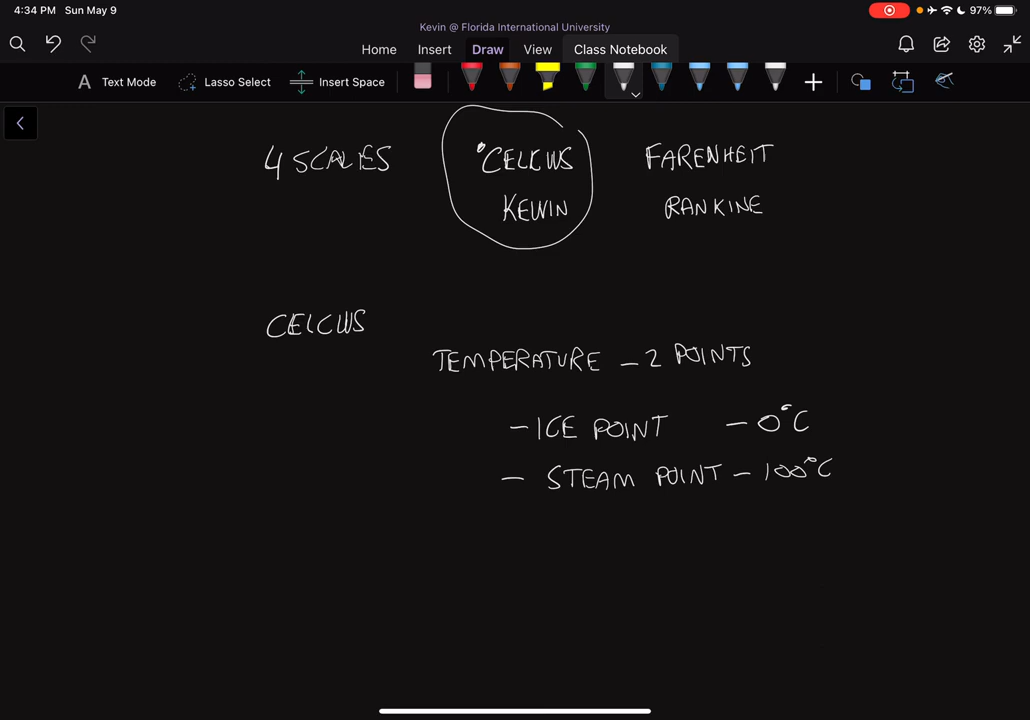 4:34 PM Sun May 9 97%
Kevin @ Florida International University
Home Insert Draw View Class Notebook
A Text Mode Lasso Select Insert Space
4 SCALES °CELCIUS FARENHEIT
KELVIN RANKINE
CELCIUS
TEMPERATURE - 2 POINTS
- ICE POINT - 0°C
- STEAM POINT - 100°C